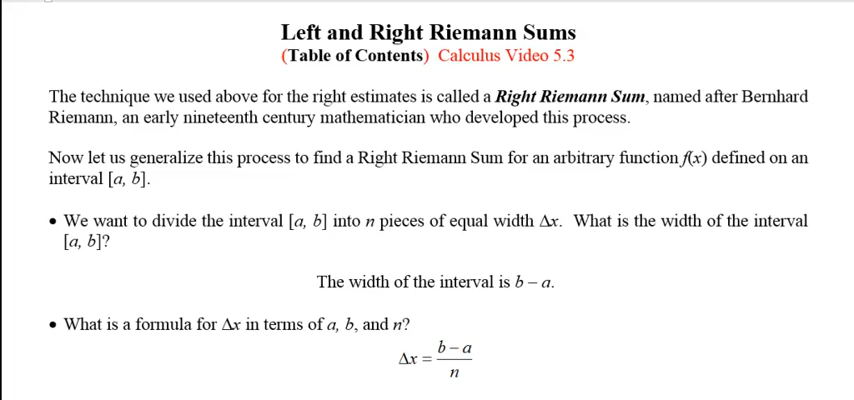 Left and Right Riemann Sums
(Table of Contents) Calculus Video 5.3
The technique we used above for the right estimates is called a Right Riemann Sum, named after Bernhard
Riemann, an early nineteenth century mathematician who developed this process.
Now let us generalize this process to find a Right Riemann Sum for an arbitrary function f(x) defined on an
interval [a, b].
• We want to divide the interval [a, b] into n pieces of equal width Δx. What is the width of the interval
[a, b]?
The width of the interval is b – a.
• What is a formula for Δx in terms of a, b, and n?
Δx = b – a
n